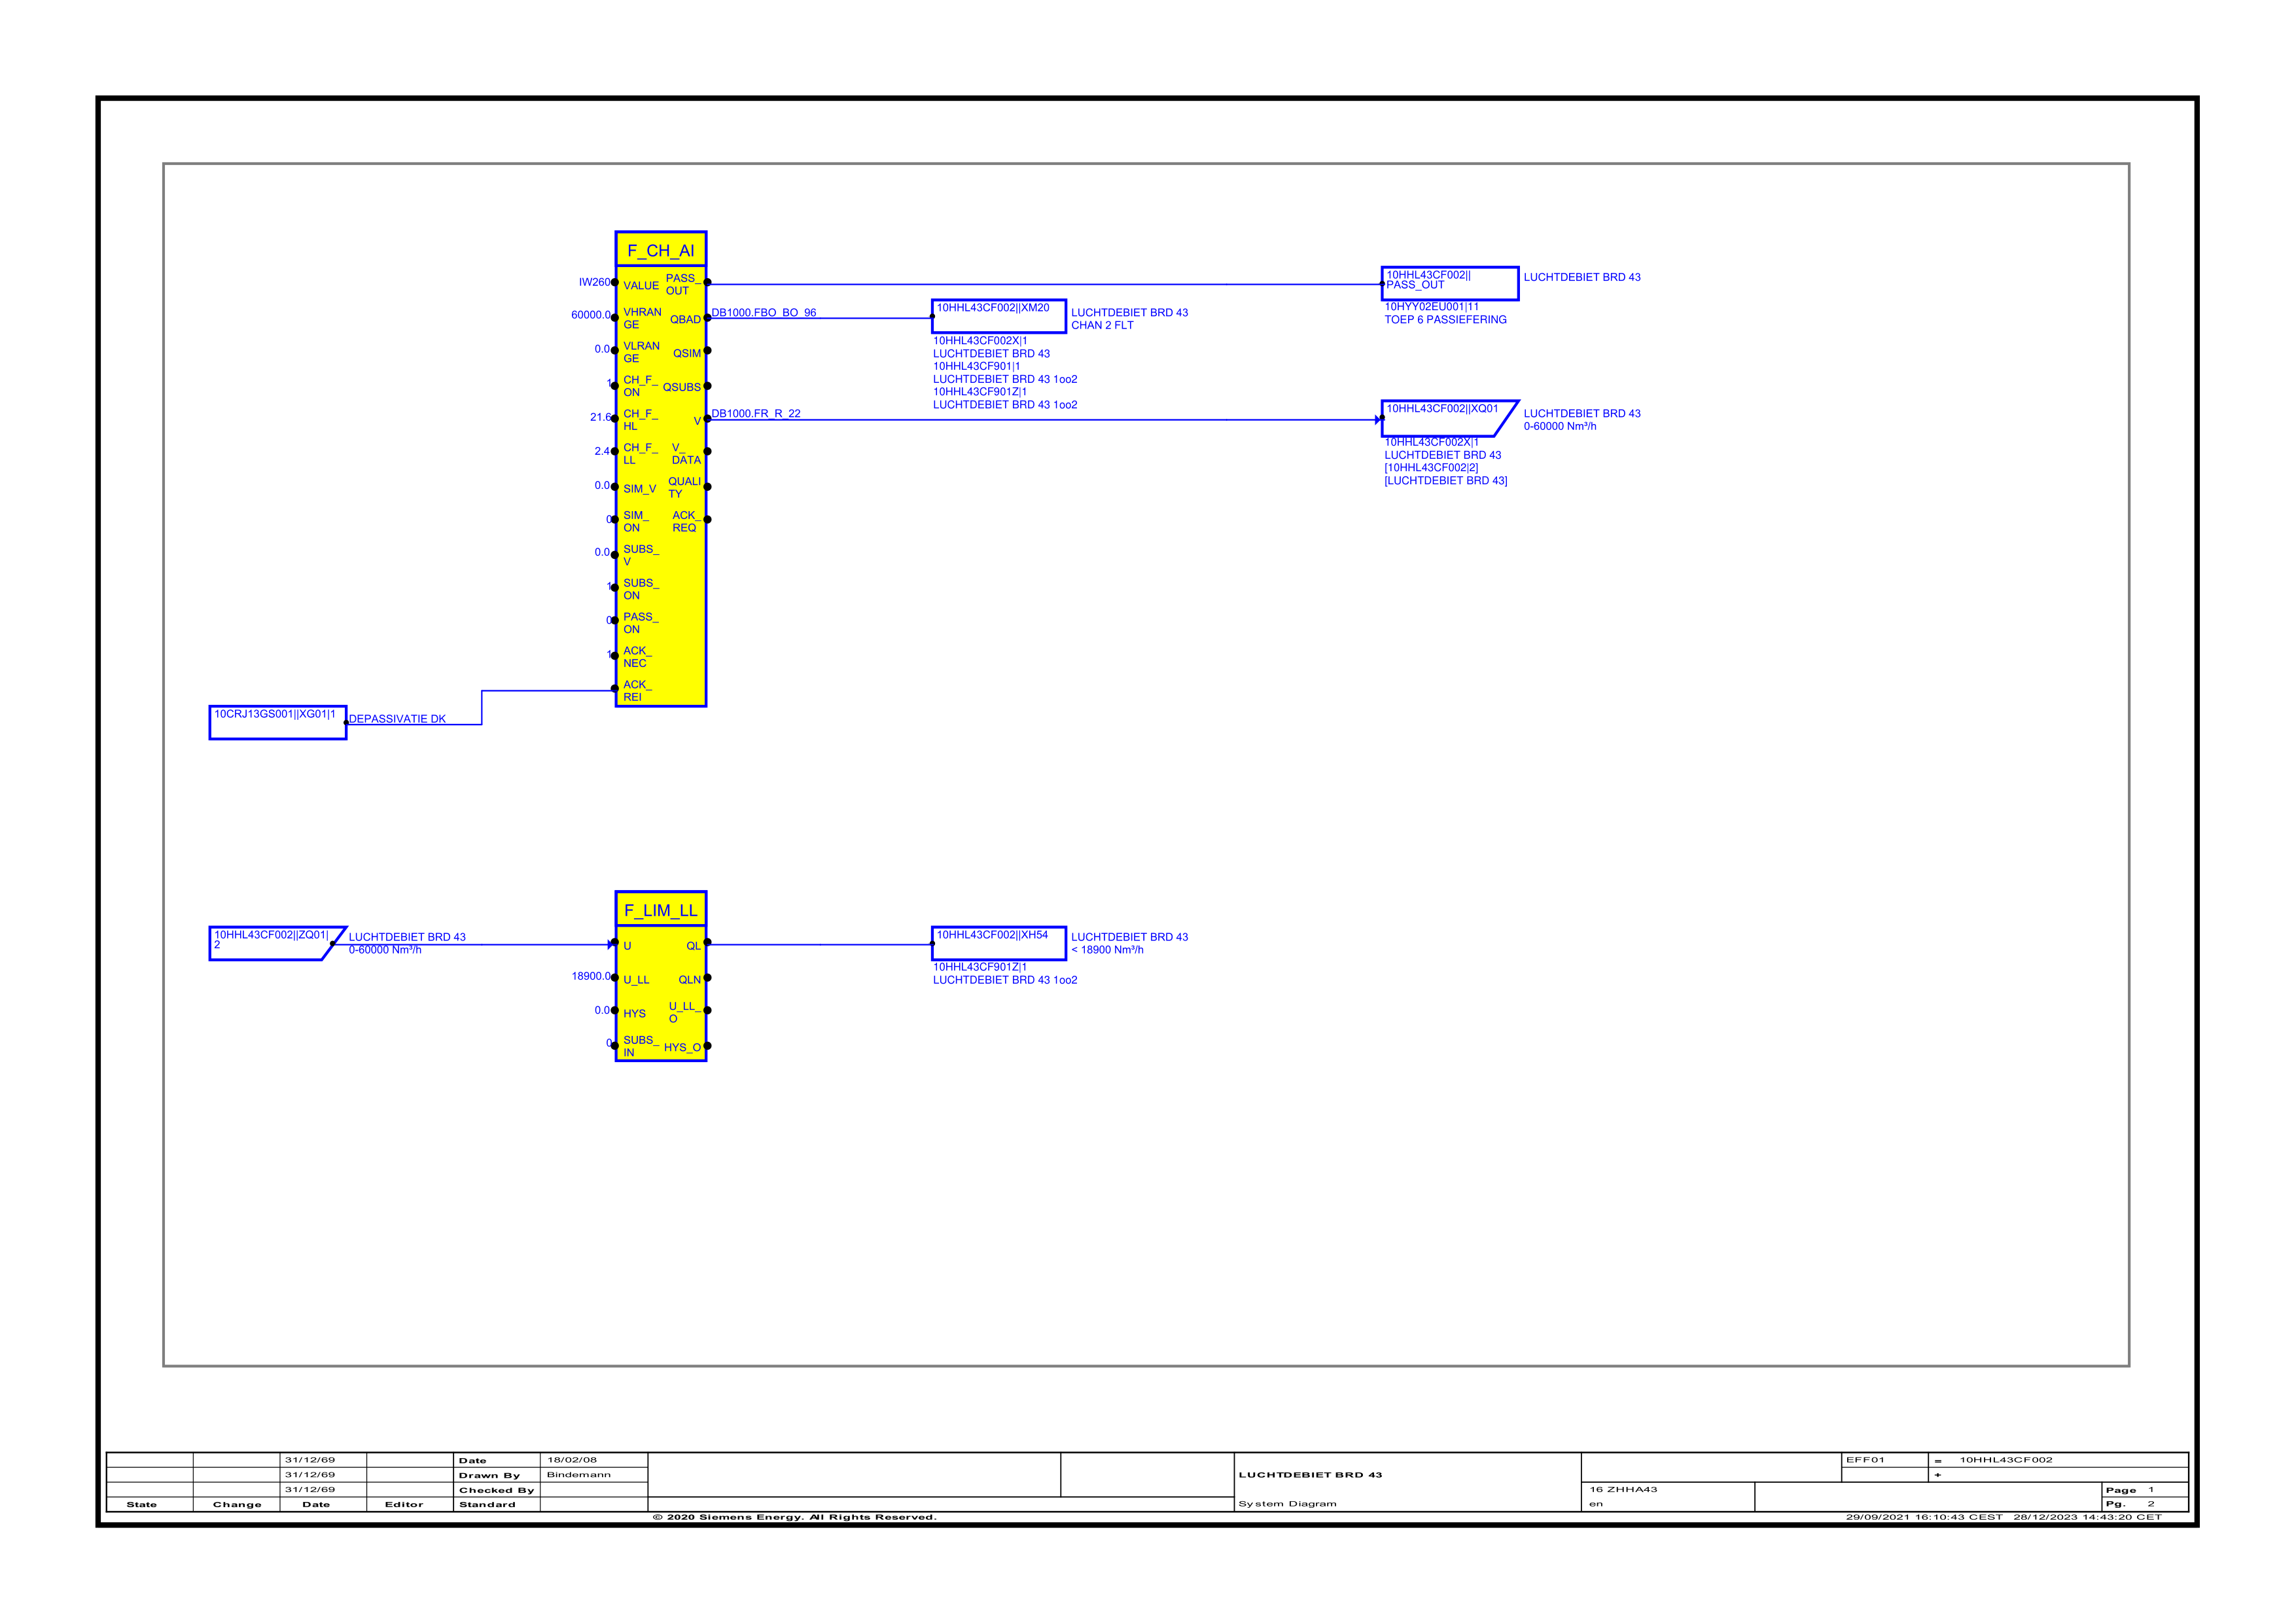 F_CH_AI
IW260
VALUE
PASS_
OUT
10HHL43CF002||
PASS_OUT
LUCHTDEBIET BRD 43
10HYY02EU001|11
TOEP 6 PASSIEFERING
60000.0
VHRAN
GE
QBAD
DB1000.FBO_BO_96
10HHL43CF002||XM20
LUCHTDEBIET BRD 43
CHAN 2 FLT
10HHL43CF002X|1
LUCHTDEBIET BRD 43
10HHL43CF901|1
LUCHTDEBIET BRD 43 1oo2
10HHL43CF901Z|1
LUCHTDEBIET BRD 43 1oo2
0.0
VLRAN
GE
QSIM
1
CH_F_
ON
QSUBS
21.6
CH_F_
HL
V
DB1000.FR_R_22
10HHL43CF002||XQ01
LUCHTDEBIET BRD 43
0-60000 Nm³/h
10HHL43CF002X|1
LUCHTDEBIET BRD 43
[10HHL43CF002|2]
[LUCHTDEBIET BRD 43]
2.4
CH_F_
LL
V_
DATA
0.0
SIM_V
QUALI
TY
0
SIM_
ON
ACK_
REQ
0.0
SUBS_
V
1
SUBS_
ON
0
PASS_
ON
1
ACK_
NEC
ACK_
REI
10CRJ13GS001||XG01|1
DEPASSIVATIE DK
F_LIM_LL
10HHL43CF002||ZQ01|
2
LUCHTDEBIET BRD 43
0-60000 Nm³/h
U
QL
10HHL43CF002||XH54
LUCHTDEBIET BRD 43
< 18900 Nm³/h
10HHL43CF901Z|1
LUCHTDEBIET BRD 43 1oo2
18900.0
U_LL
QLN
0.0
HYS
U_LL_
O
0
SUBS_
IN
HYS_O
31/12/69 Date 18/02/08
31/12/69 Drawn By Bindemann
31/12/69 Checked By
State Change Date Editor Standard
LUCHTDEBIET BRD 43
System Diagram
16 ZHHA43
en
EFF01 = 10HHL43CF002
+
Page 1
Pg. 2
© 2020 Siemens Energy. All Rights Reserved.
29/09/2021 16:10:43 CEST 28/12/2023 14:43:20 CET